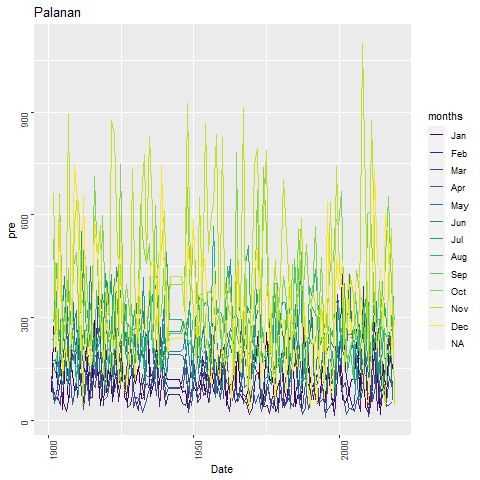 Palanan
pre
900
600
300
0
1900
1950
2000
Date
months
Jan
Feb
Mar
Apr
May
Jun
Jul
Aug
Sep
Oct
Nov
Dec
NA